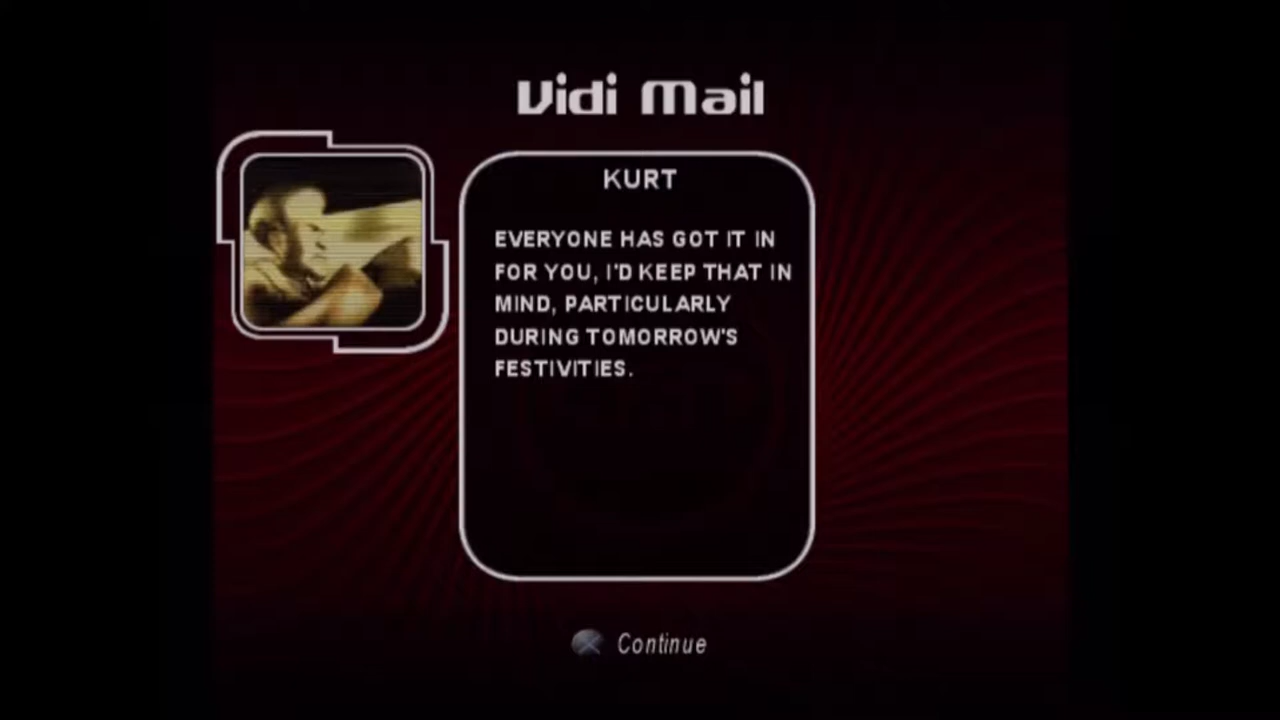 Vidi Mail
KURT
EVERYONE HAS GOT IT IN
FOR YOU, I'D KEEP THAT IN
MIND, PARTICULARLY
DURING TOMORROW'S
FESTIVITIES.
Continue